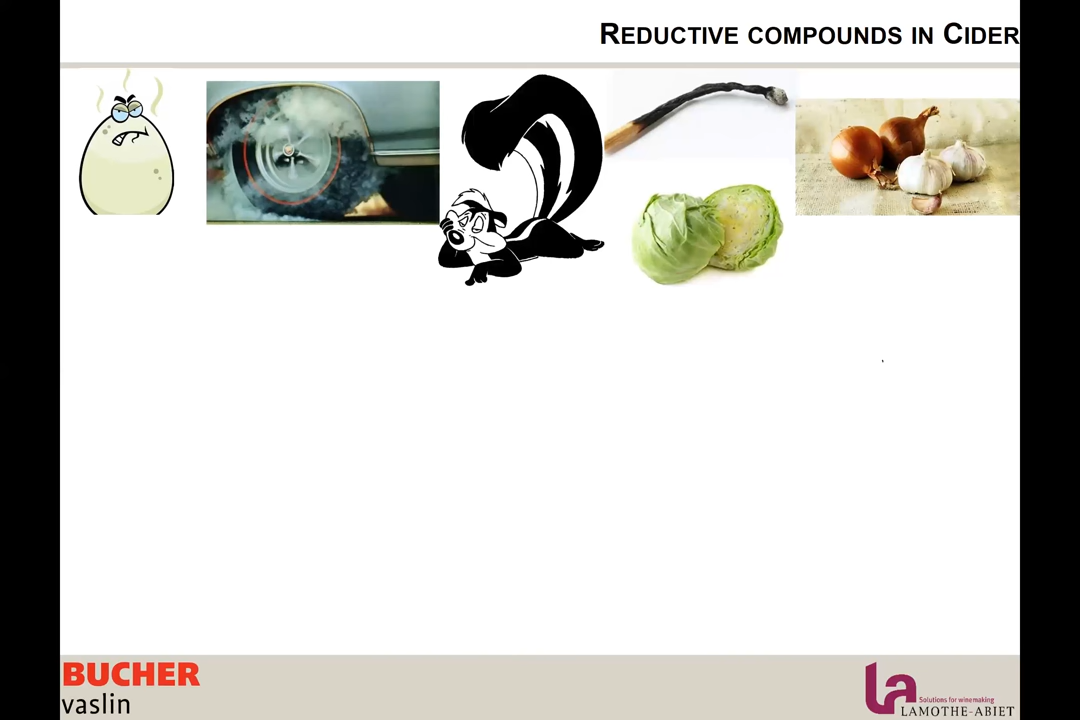 REDUCTIVE COMPOUNDS IN CIDER
BUCHER
vaslin
la
Solutions for winemaking
LAMOTHE-ABIET